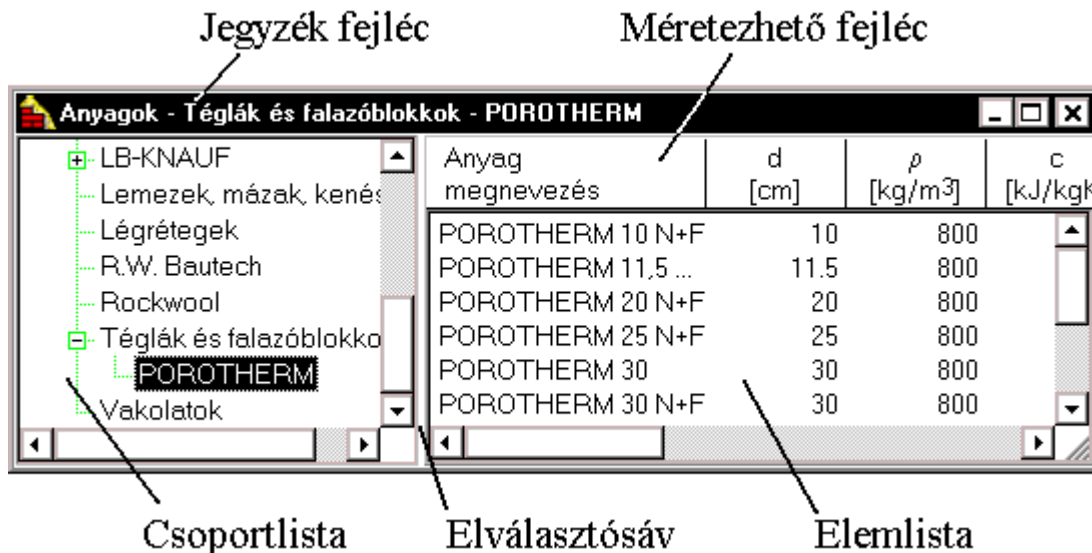 Jegyzék fejléc
Méretezhető fejléc
Anyagok - Téglák és falazóblokkok - POROTHERM
LB-KNAUF
Lemezek, mázak, kenés
Légrétegek
R.W. Bautech
Rockwool
Téglák és falazóblokko
POROTHERM
Vakolatok
Anyag megnevezés d [cm] ρ [kg/m3] c [kJ/kgK
POROTHERM 10 N+F 10 800
POROTHERM 11,5 ... 11.5 800
POROTHERM 20 N+F 20 800
POROTHERM 25 N+F 25 800
POROTHERM 30 30 800
POROTHERM 30 N+F 30 800
Csoportlista
Elválasztósáv
Elemlista